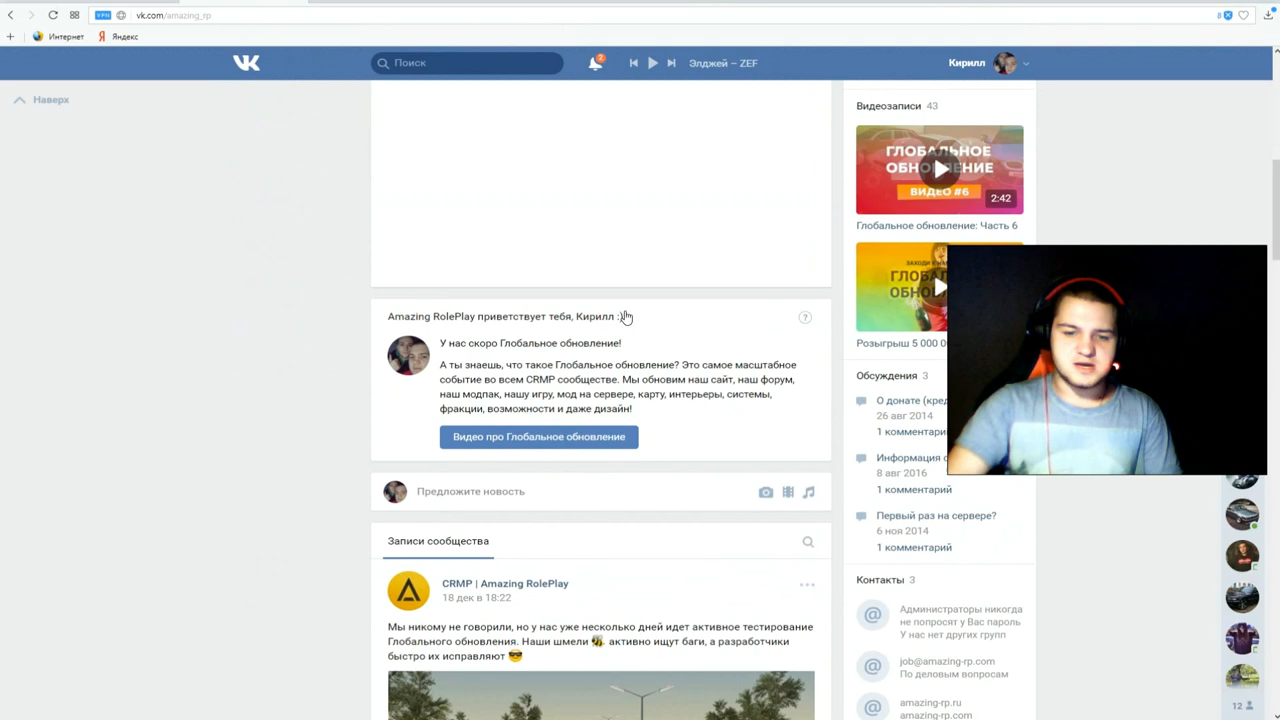 VPN
vk.com/amazing_rp
8
Интернет
Яндекс
Поиск
2
Элджей – ZEF
Кирилл
Наверх
Amazing RolePlay приветствует тебя, Кирилл :)
У нас скоро Глобальное обновление!
А ты знаешь, что такое Глобальное обновление? Это самое масштабное
событие во всем CRMP сообществе. Мы обновим наш сайт, наш форум,
наш модпак, нашу игру, мод на сервере, карту, интерьеры, системы,
фракции, возможности и даже дизайн!
Видео про Глобальное обновление
Предложите новость
Записи сообщества
CRMP | Amazing RolePlay
18 дек в 18:22
Мы никому не говорили, но у нас уже несколько дней идет активное тестирование
Глобального обновления. Наши шмели 🐝 активно ищут баги, а разработчики
быстро их исправляют 😎
Видеозаписи 43
ГЛОБАЛЬНОЕ
ОБНОВЛЕНИЕ
ВИДЕО #6
2:42
Глобальное обновление: Часть 6
Розыгрыш 5 000
Обсуждения 3
О донате
26 авг 2014
1 комментарий
Информация
8 авг 2016
1 комментарий
Первый раз на сервере?
6 ноя 2014
1 комментарий
Контакты 3
Администраторы никогда
не попросят у Вас пароль
У нас нет других групп
job@amazing-rp.com
По деловым вопросам
amazing-rp.ru
amazing-rp.com
12